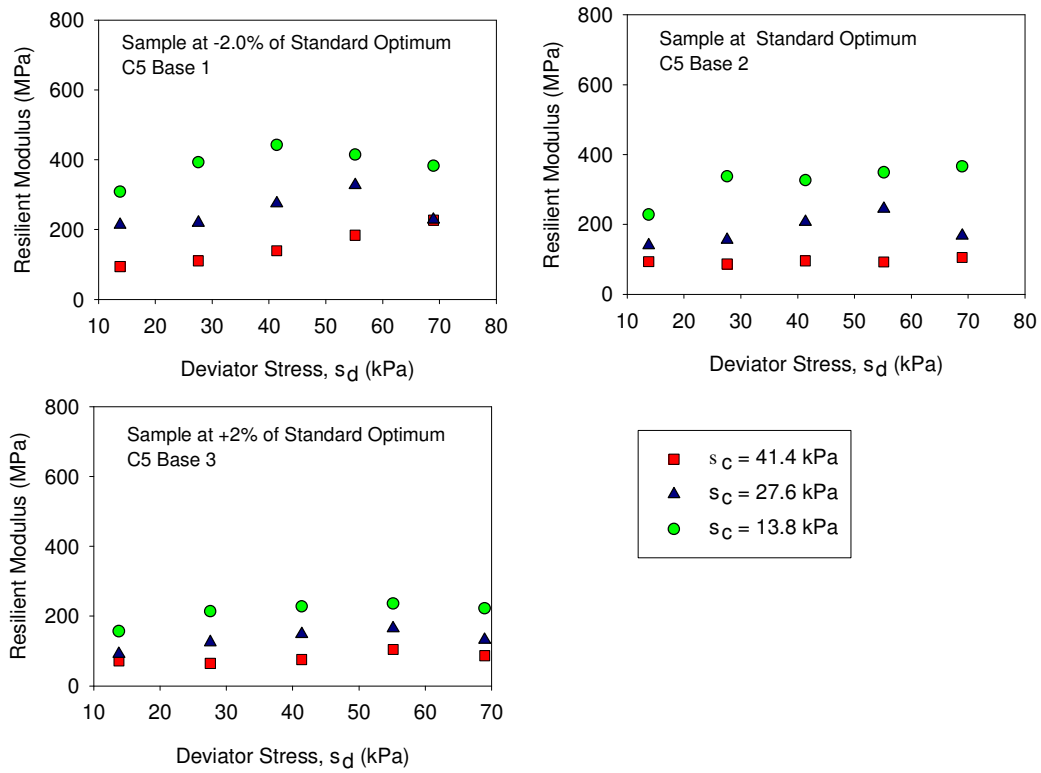 800
600
400
200
0
Resilient Modulus (MPa)
Sample at -2.0% of Standard Optimum
C5 Base 1
10 20 30 40 50 60 70 80
Deviator Stress, sd (kPa)
800
600
400
200
0
Resilient Modulus (MPa)
Sample at Standard Optimum
C5 Base 2
10 20 30 40 50 60 70 80
Deviator Stress, sd (kPa)
800
600
400
200
0
Resilient Modulus (MPa)
Sample at +2% of Standard Optimum
C5 Base 3
10 20 30 40 50 60 70
Deviator Stress, sd (kPa)
sc = 41.4 kPa
sc = 27.6 kPa
sc = 13.8 kPa